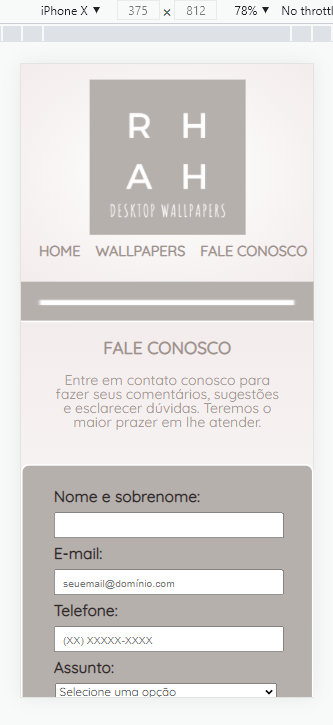 iPhone X ▼ 375 × 812 78% ▼ No thrott
R H
A H
DESKTOP WALLPAPERS
HOME WALLPAPERS FALE CONOSCO
FALE CONOSCO
Entre em contato conosco para
fazer seus comentários, sugestões
e esclarecer dúvidas. Teremos o
maior prazer em lhe atender.
Nome e sobrenome:
E-mail:
seuemail@domínio.com
Telefone:
(XX) XXXXX-XXXX
Assunto:
Selecione uma opção